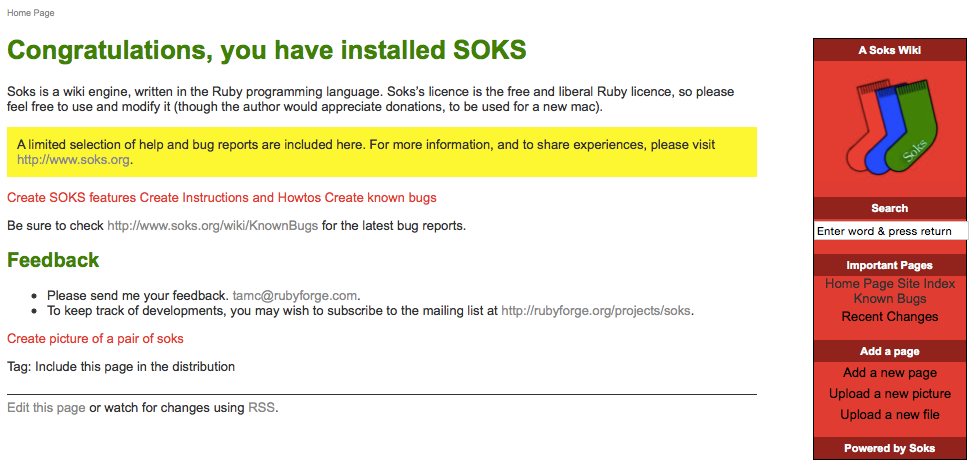 Home Page
Congratulations, you have installed SOKS
Soks is a wiki engine, written in the Ruby programming language. Soks's licence is the free and liberal Ruby licence, so please
feel free to use and modify it (though the author would appreciate donations, to be used for a new mac).
A limited selection of help and bug reports are included here. For more information, and to share experiences, please visit
http://www.soks.org.
Create SOKS features Create Instructions and Howtos Create known bugs
Be sure to check http://www.soks.org/wiki/KnownBugs for the latest bug reports.
Feedback
• Please send me your feedback. tamc@rubyforge.com.
• To keep track of developments, you may wish to subscribe to the mailing list at http://rubyforge.org/projects/soks.
Create picture of a pair of soks
Tag: Include this page in the distribution
Edit this page or watch for changes using RSS.
A Soks Wiki
Soks
Search
Enter word & press return
Important Pages
Home Page Site Index
Known Bugs
Recent Changes
Add a page
Add a new page
Upload a new picture
Upload a new file
Powered by Soks